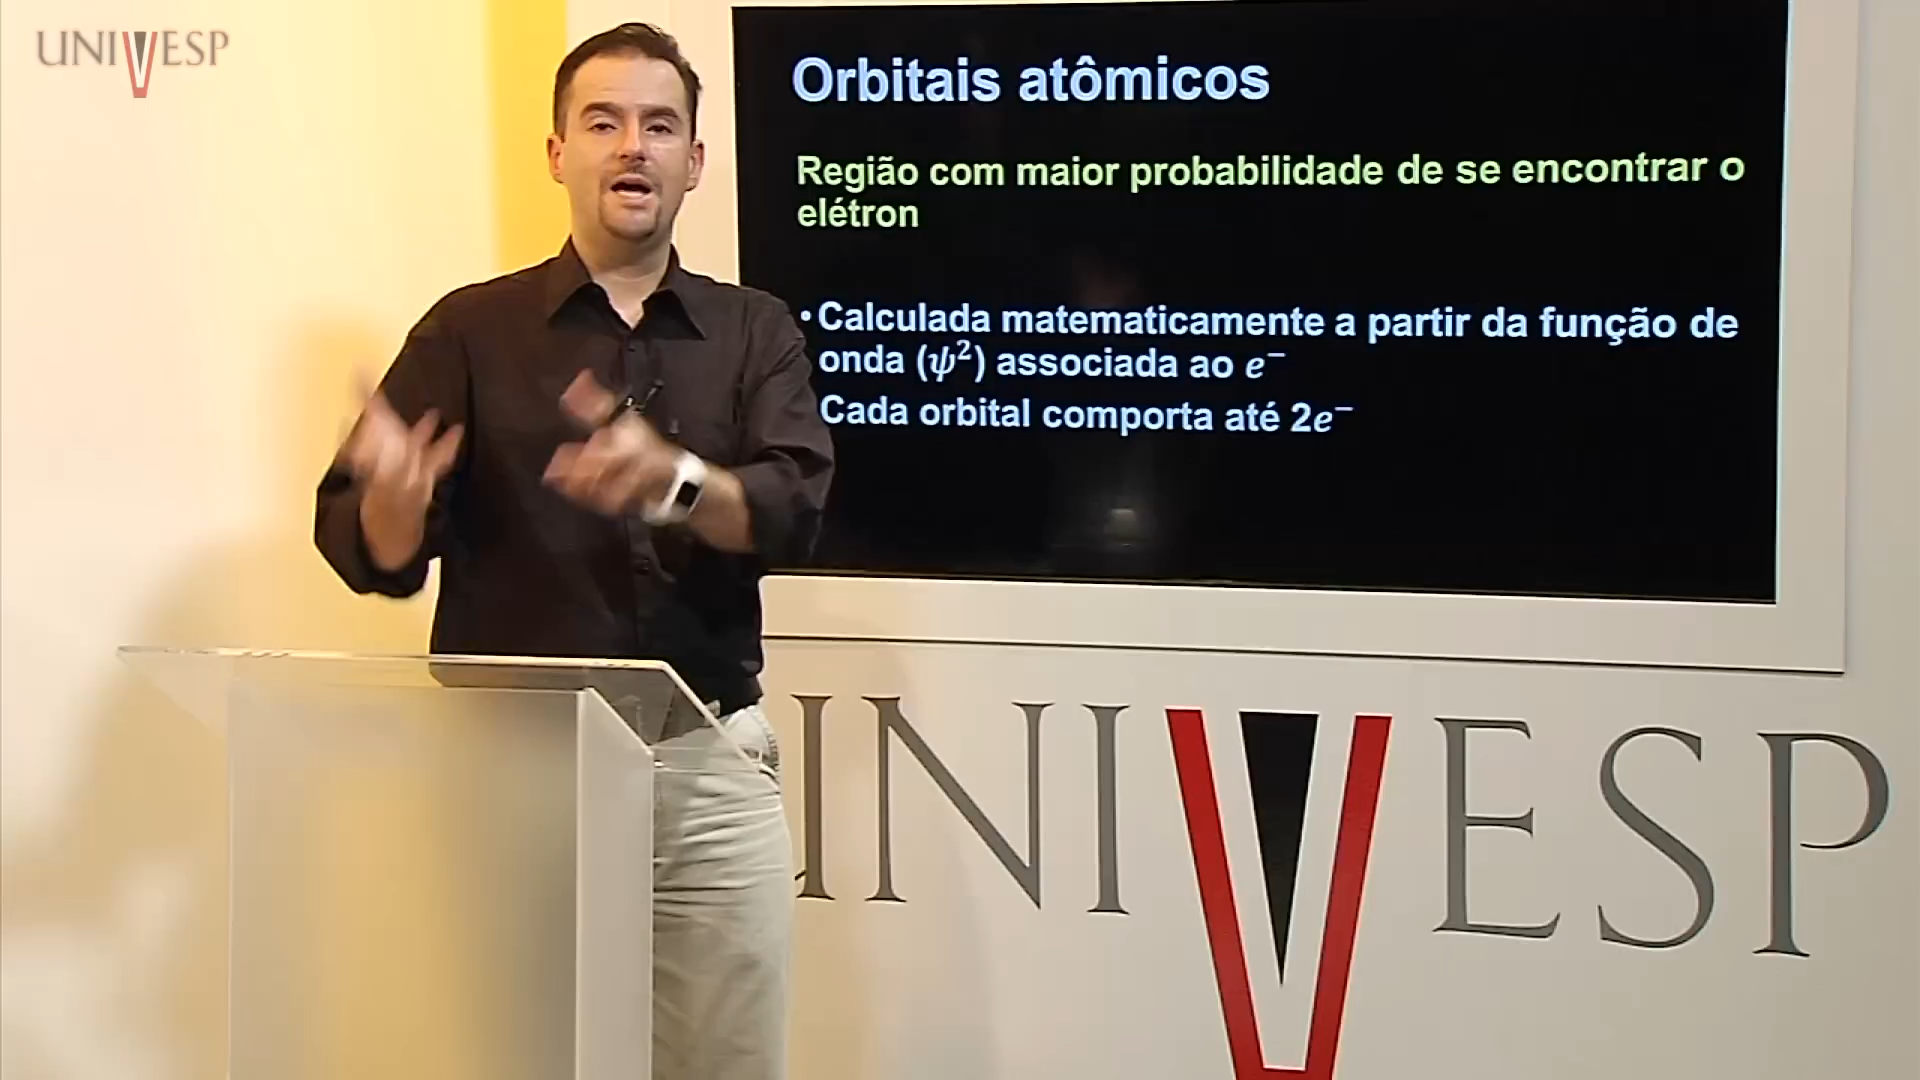 UNIVESP
Orbitais atômicos
Região com maior probabilidade de se encontrar o
elétron
• Calculada matematicamente a partir da função de
onda (ψ²) associada ao e⁻
Cada orbital comporta até 2e⁻
UNIVESP